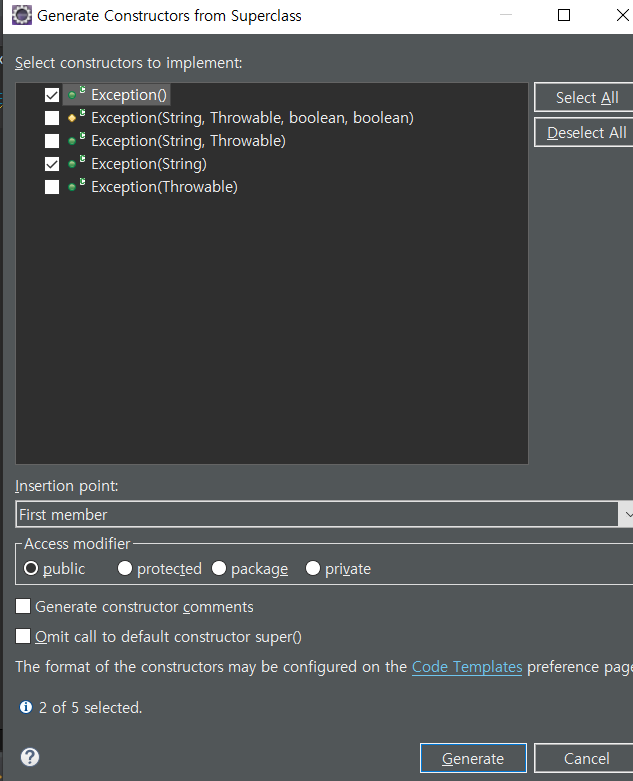 Generate Constructors from Superclass
Select constructors to implement:
Exception()
Exception(String, Throwable, boolean, boolean)
Exception(String, Throwable)
Exception(String)
Exception(Throwable)
Select All
Deselect All
Insertion point:
First member
Access modifier
public protected package private
Generate constructor comments
Omit call to default constructor super()
The format of the constructors may be configured on the Code Templates preference page
2 of 5 selected.
Generate Cancel